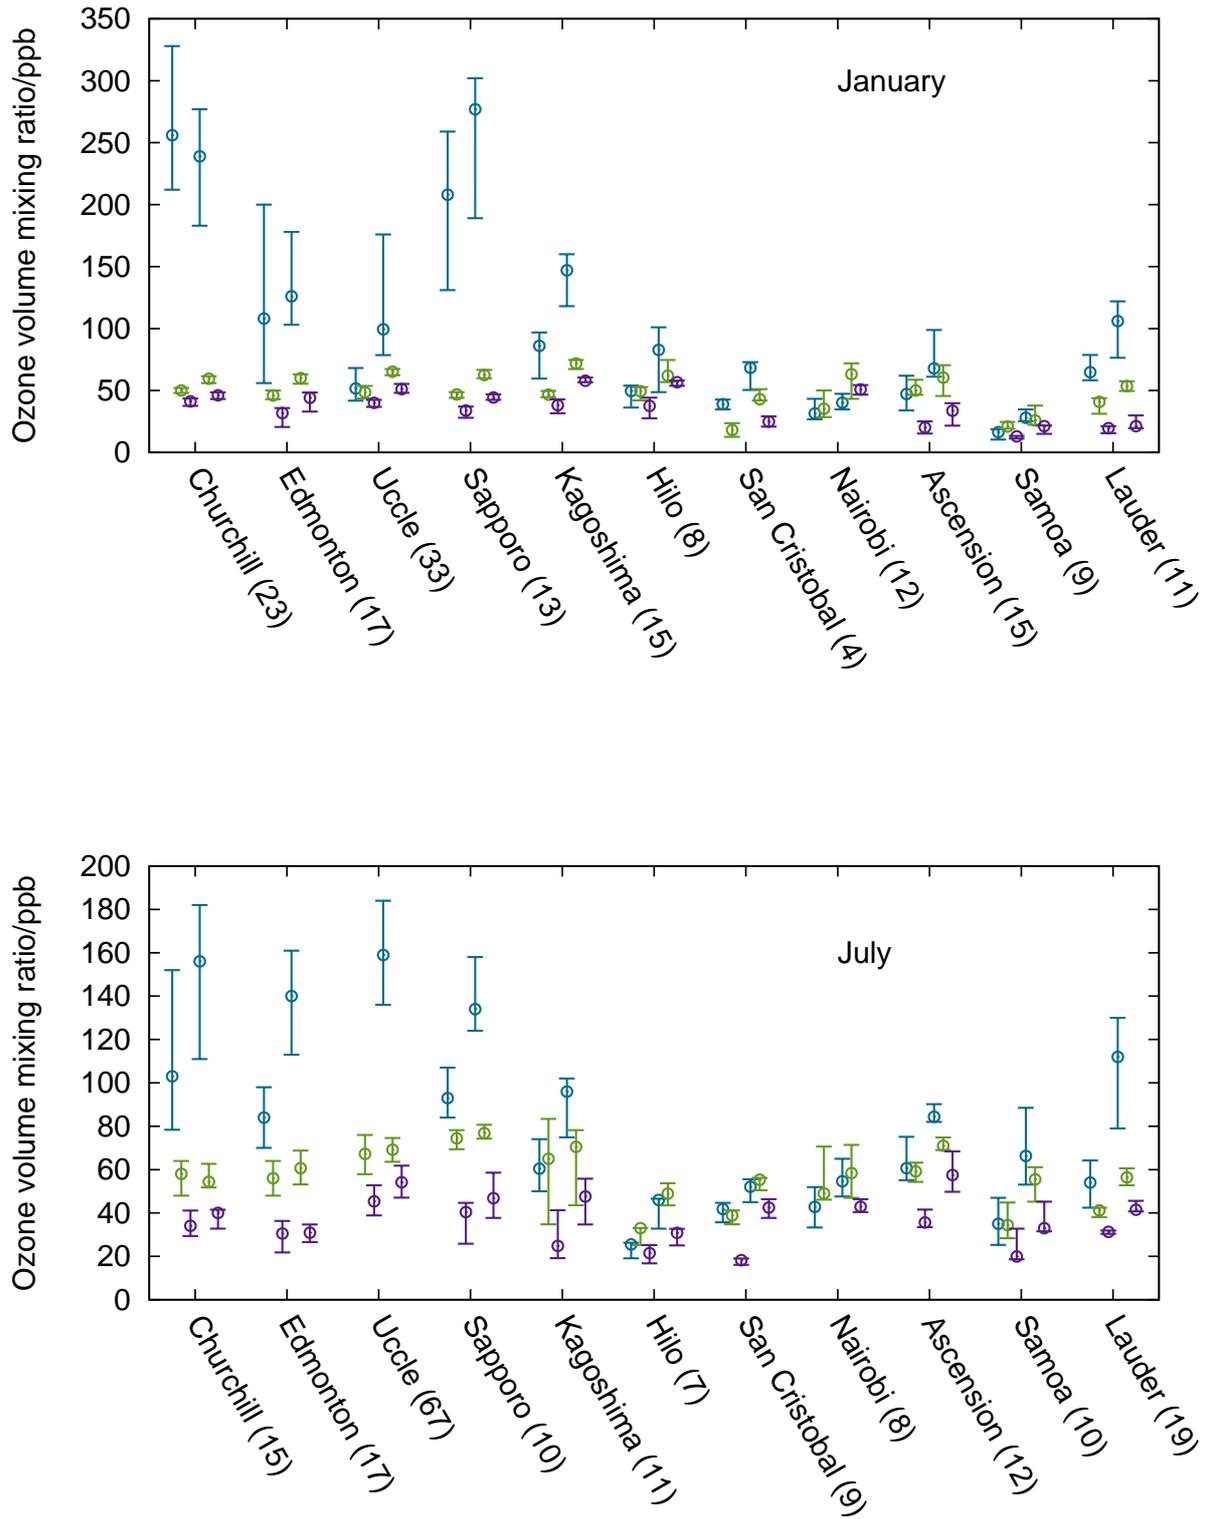 350
300
250
200
150
100
50
0
Ozone volume mixing ratio/ppb
January
Churchill (23)
Edmonton (17)
Uccle (33)
Sapporo (13)
Kagoshima (15)
Hilo (8)
San Cristobal (4)
Nairobi (12)
Ascension (15)
Samoa (9)
Lauder (11)
200
180
160
140
120
100
80
60
40
20
0
Ozone volume mixing ratio/ppb
July
Churchill (15)
Edmonton (17)
Uccle (67)
Sapporo (10)
Kagoshima (11)
Hilo (7)
San Cristobal (9)
Nairobi (8)
Ascension (12)
Samoa (10)
Lauder (19)